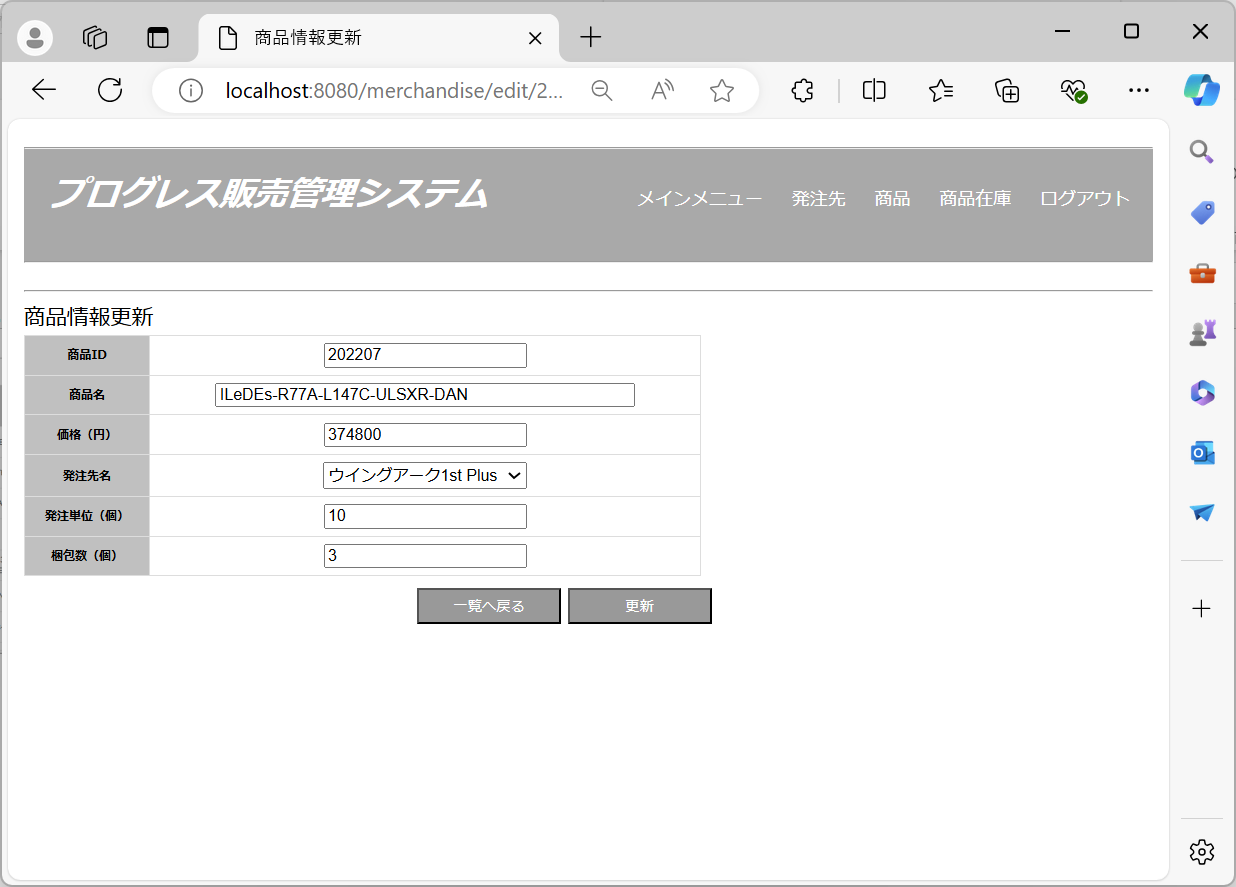 商品情報更新
localhost:8080/merchandise/edit/2...
プログレス販売管理システム
メインメニュー 発注先 商品 商品在庫 ログアウト
商品情報更新
商品ID 202207
商品名 ILeDEs-R77A-L147C-ULSXR-DAN
価格（円） 374800
発注先名 ウイングアーク1st Plus
発注単位（個） 10
梱包数（個） 3
一覧へ戻る 更新